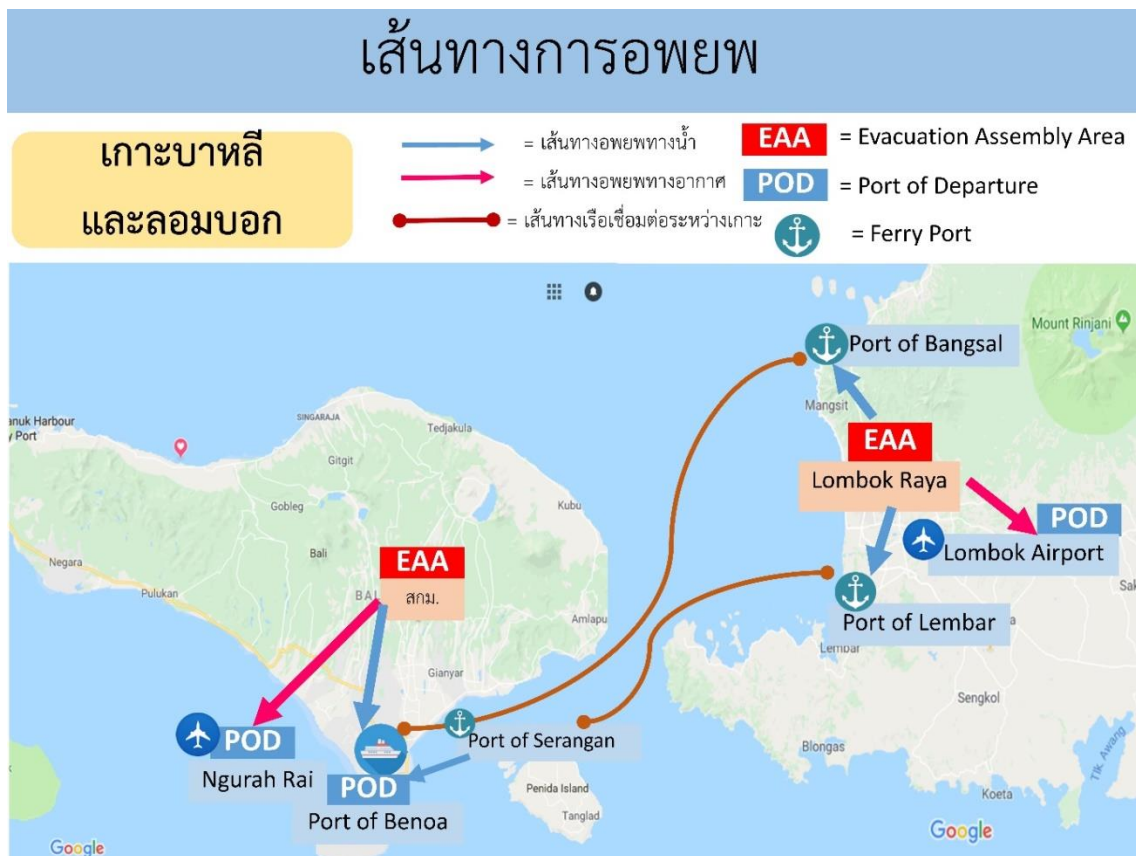 เส้นทางการอพยพ
เกาะบาหลี
และลอมบอก
= เส้นทางอพยพทางน้ำ
= เส้นทางอพยพทางอากาศ
= เส้นทางเรือเชื่อมต่อระหว่างเกาะ
EAA = Evacuation Assembly Area
POD = Port of Departure
= Ferry Port
Mount Rinjani
Port of Bangsal
Mangsit
anuk Harbour
y Port
SINGARAJA
Tedjakula
Gitgit
EAA
Lombok Raya
Gobleg
Kubu
POD
Lombok Airport
Bali
Negara
Pulukan
EAA
สกม.
BAL
Sak
Amlapu
Port of Lembar
Lembar
Gianyar
Sengkol
POD
Ngurah Rai
Port of Serangan
Blongas
Tlk. Awang
POD
Port of Benoa
Penida Island
Tanglad
Koeta
Google
Google